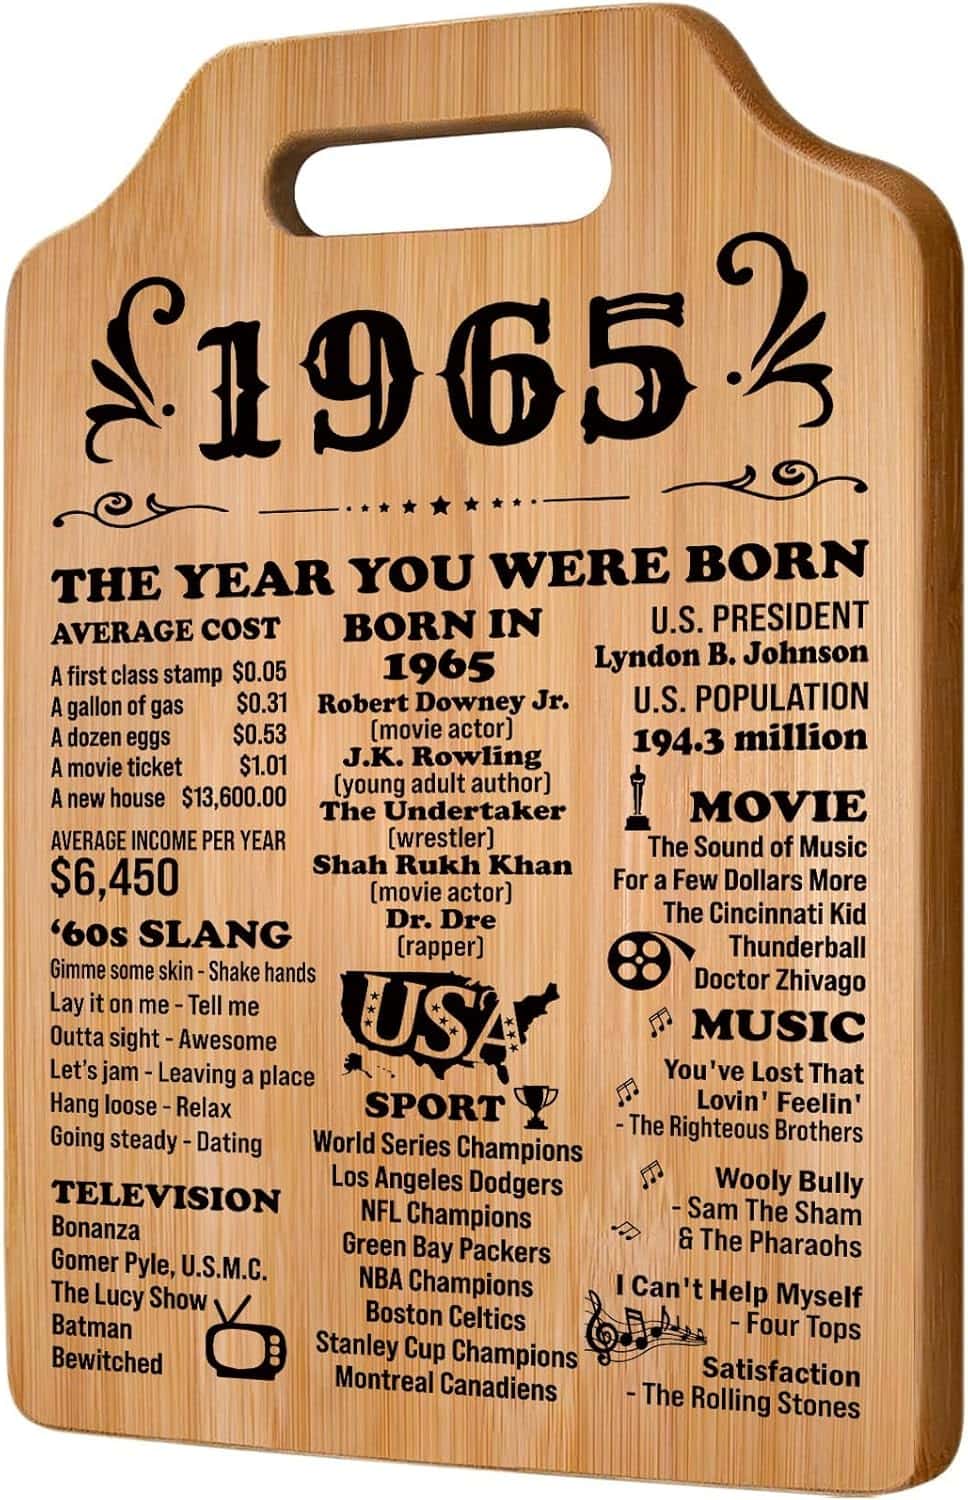 1965
THE YEAR YOU WERE BORN
AVERAGE COST
A first class stamp $0.05
A gallon of gas $0.31
A dozen eggs $0.53
A movie ticket $1.01
A new house $13,600.00
AVERAGE INCOME PER YEAR
$6,450
‘60s SLANG
Gimme some skin - Shake hands
Lay it on me - Tell me
Outta sight - Awesome
Let's jam - Leaving a place
Hang loose - Relax
Going steady - Dating
TELEVISION
Bonanza
Gomer Pyle, U.S.M.C.
The Lucy Show
Batman
Bewitched
BORN IN
1965
Robert Downey Jr.
(movie actor)
J.K. Rowling
(young adult author)
The Undertaker
(wrestler)
Shah Rukh Khan
(movie actor)
Dr. Dre
(rapper)
USA
SPORT
World Series Champions
Los Angeles Dodgers
NFL Champions
Green Bay Packers
NBA Champions
Boston Celtics
Stanley Cup Champions
Montreal Canadiens
U.S. PRESIDENT
Lyndon B. Johnson
U.S. POPULATION
194.3 million
MOVIE
The Sound of Music
For a Few Dollars More
The Cincinnati Kid
Thunderball
Doctor Zhivago
MUSIC
You've Lost That
Lovin' Feelin'
- The Righteous Brothers
Wooly Bully
- Sam The Sham
& The Pharaohs
I Can't Help Myself
- Four Tops
Satisfaction
- The Rolling Stones